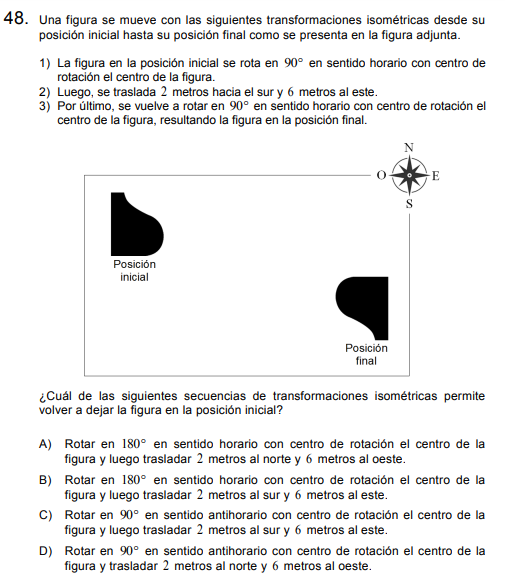 48. Una figura se mueve con las siguientes transformaciones isométricas desde su
posición inicial hasta su posición final como se presenta en la figura adjunta.
1) La figura en la posición inicial se rota en 90° en sentido horario con centro de
rotación el centro de la figura.
2) Luego, se traslada 2 metros hacia el sur y 6 metros al este.
3) Por último, se vuelve a rotar en 90° en sentido horario con centro de rotación el
centro de la figura, resultando la figura en la posición final.
N
O E
S
Posición
inicial
Posición
final
¿Cuál de las siguientes secuencias de transformaciones isométricas permite
volver a dejar la figura en la posición inicial?
A) Rotar en 180° en sentido horario con centro de rotación el centro de la
figura y luego trasladar 2 metros al norte y 6 metros al oeste.
B) Rotar en 180° en sentido horario con centro de rotación el centro de la
figura y luego trasladar 2 metros al sur y 6 metros al este.
C) Rotar en 90° en sentido antihorario con centro de rotación el centro de la
figura y luego trasladar 2 metros al sur y 6 metros al este.
D) Rotar en 90° en sentido antihorario con centro de rotación el centro de la
figura y trasladar 2 metros al norte y 6 metros al oeste.